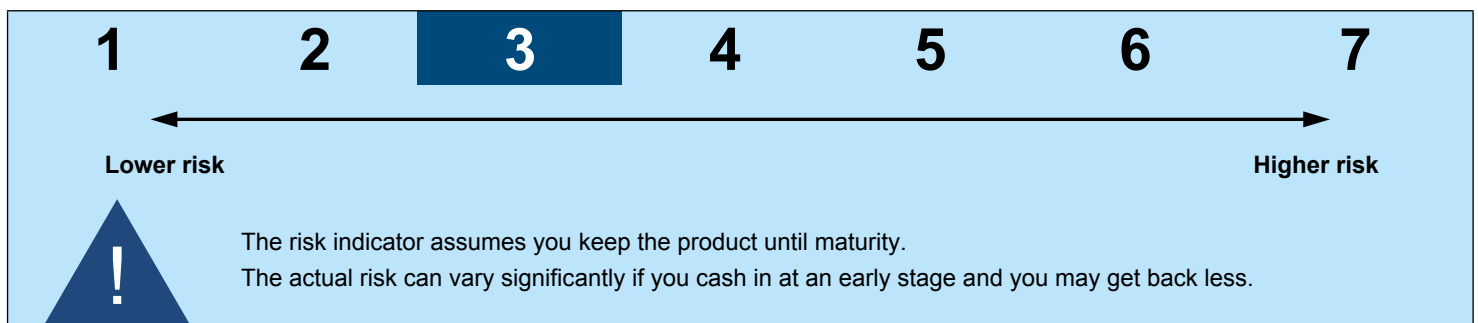 1 2 3 4 5 6 7
Lower risk Higher risk
!
The risk indicator assumes you keep the product until maturity.
The actual risk can vary significantly if you cash in at an early stage and you may get back less.